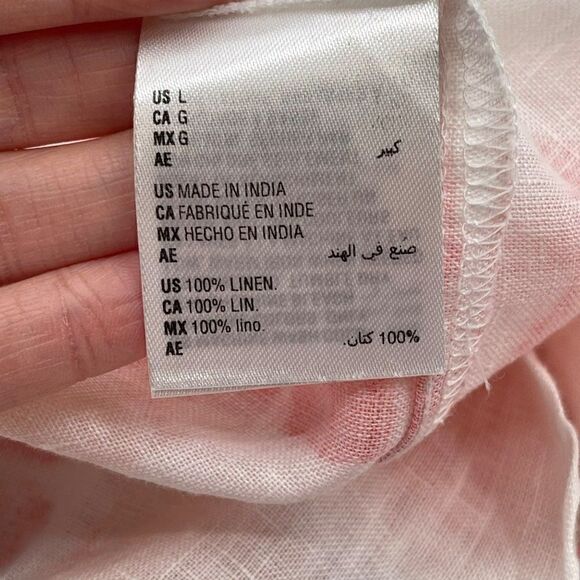 US L
CA G
MX G
AE كبير
US MADE IN INDIA
CA FABRIQUÉ EN INDE
MX HECHO EN INDIA
AE صُنع في الهند
US 100% LINEN.
CA 100% LIN.
MX 100% lino.
AE 100% كتان.